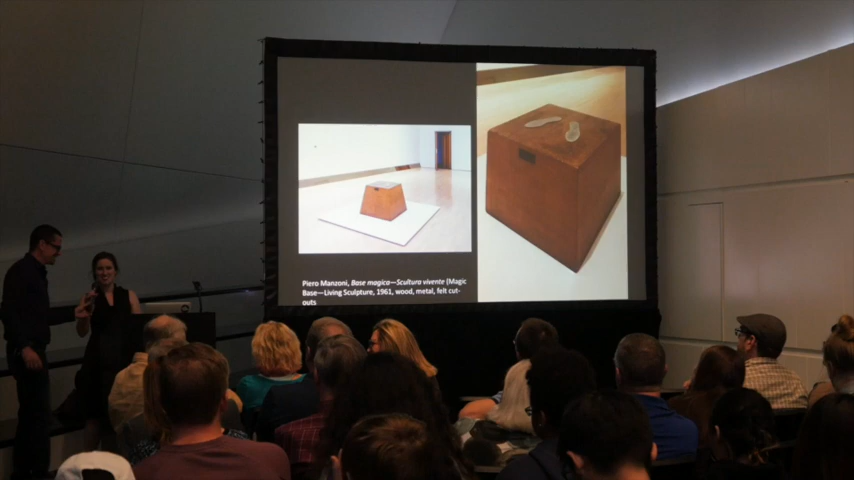 Piero Manzoni, Base magica—Scultura vivente (Magic
Base—Living Sculpture, 1961, wood, metal, felt cut-
outs